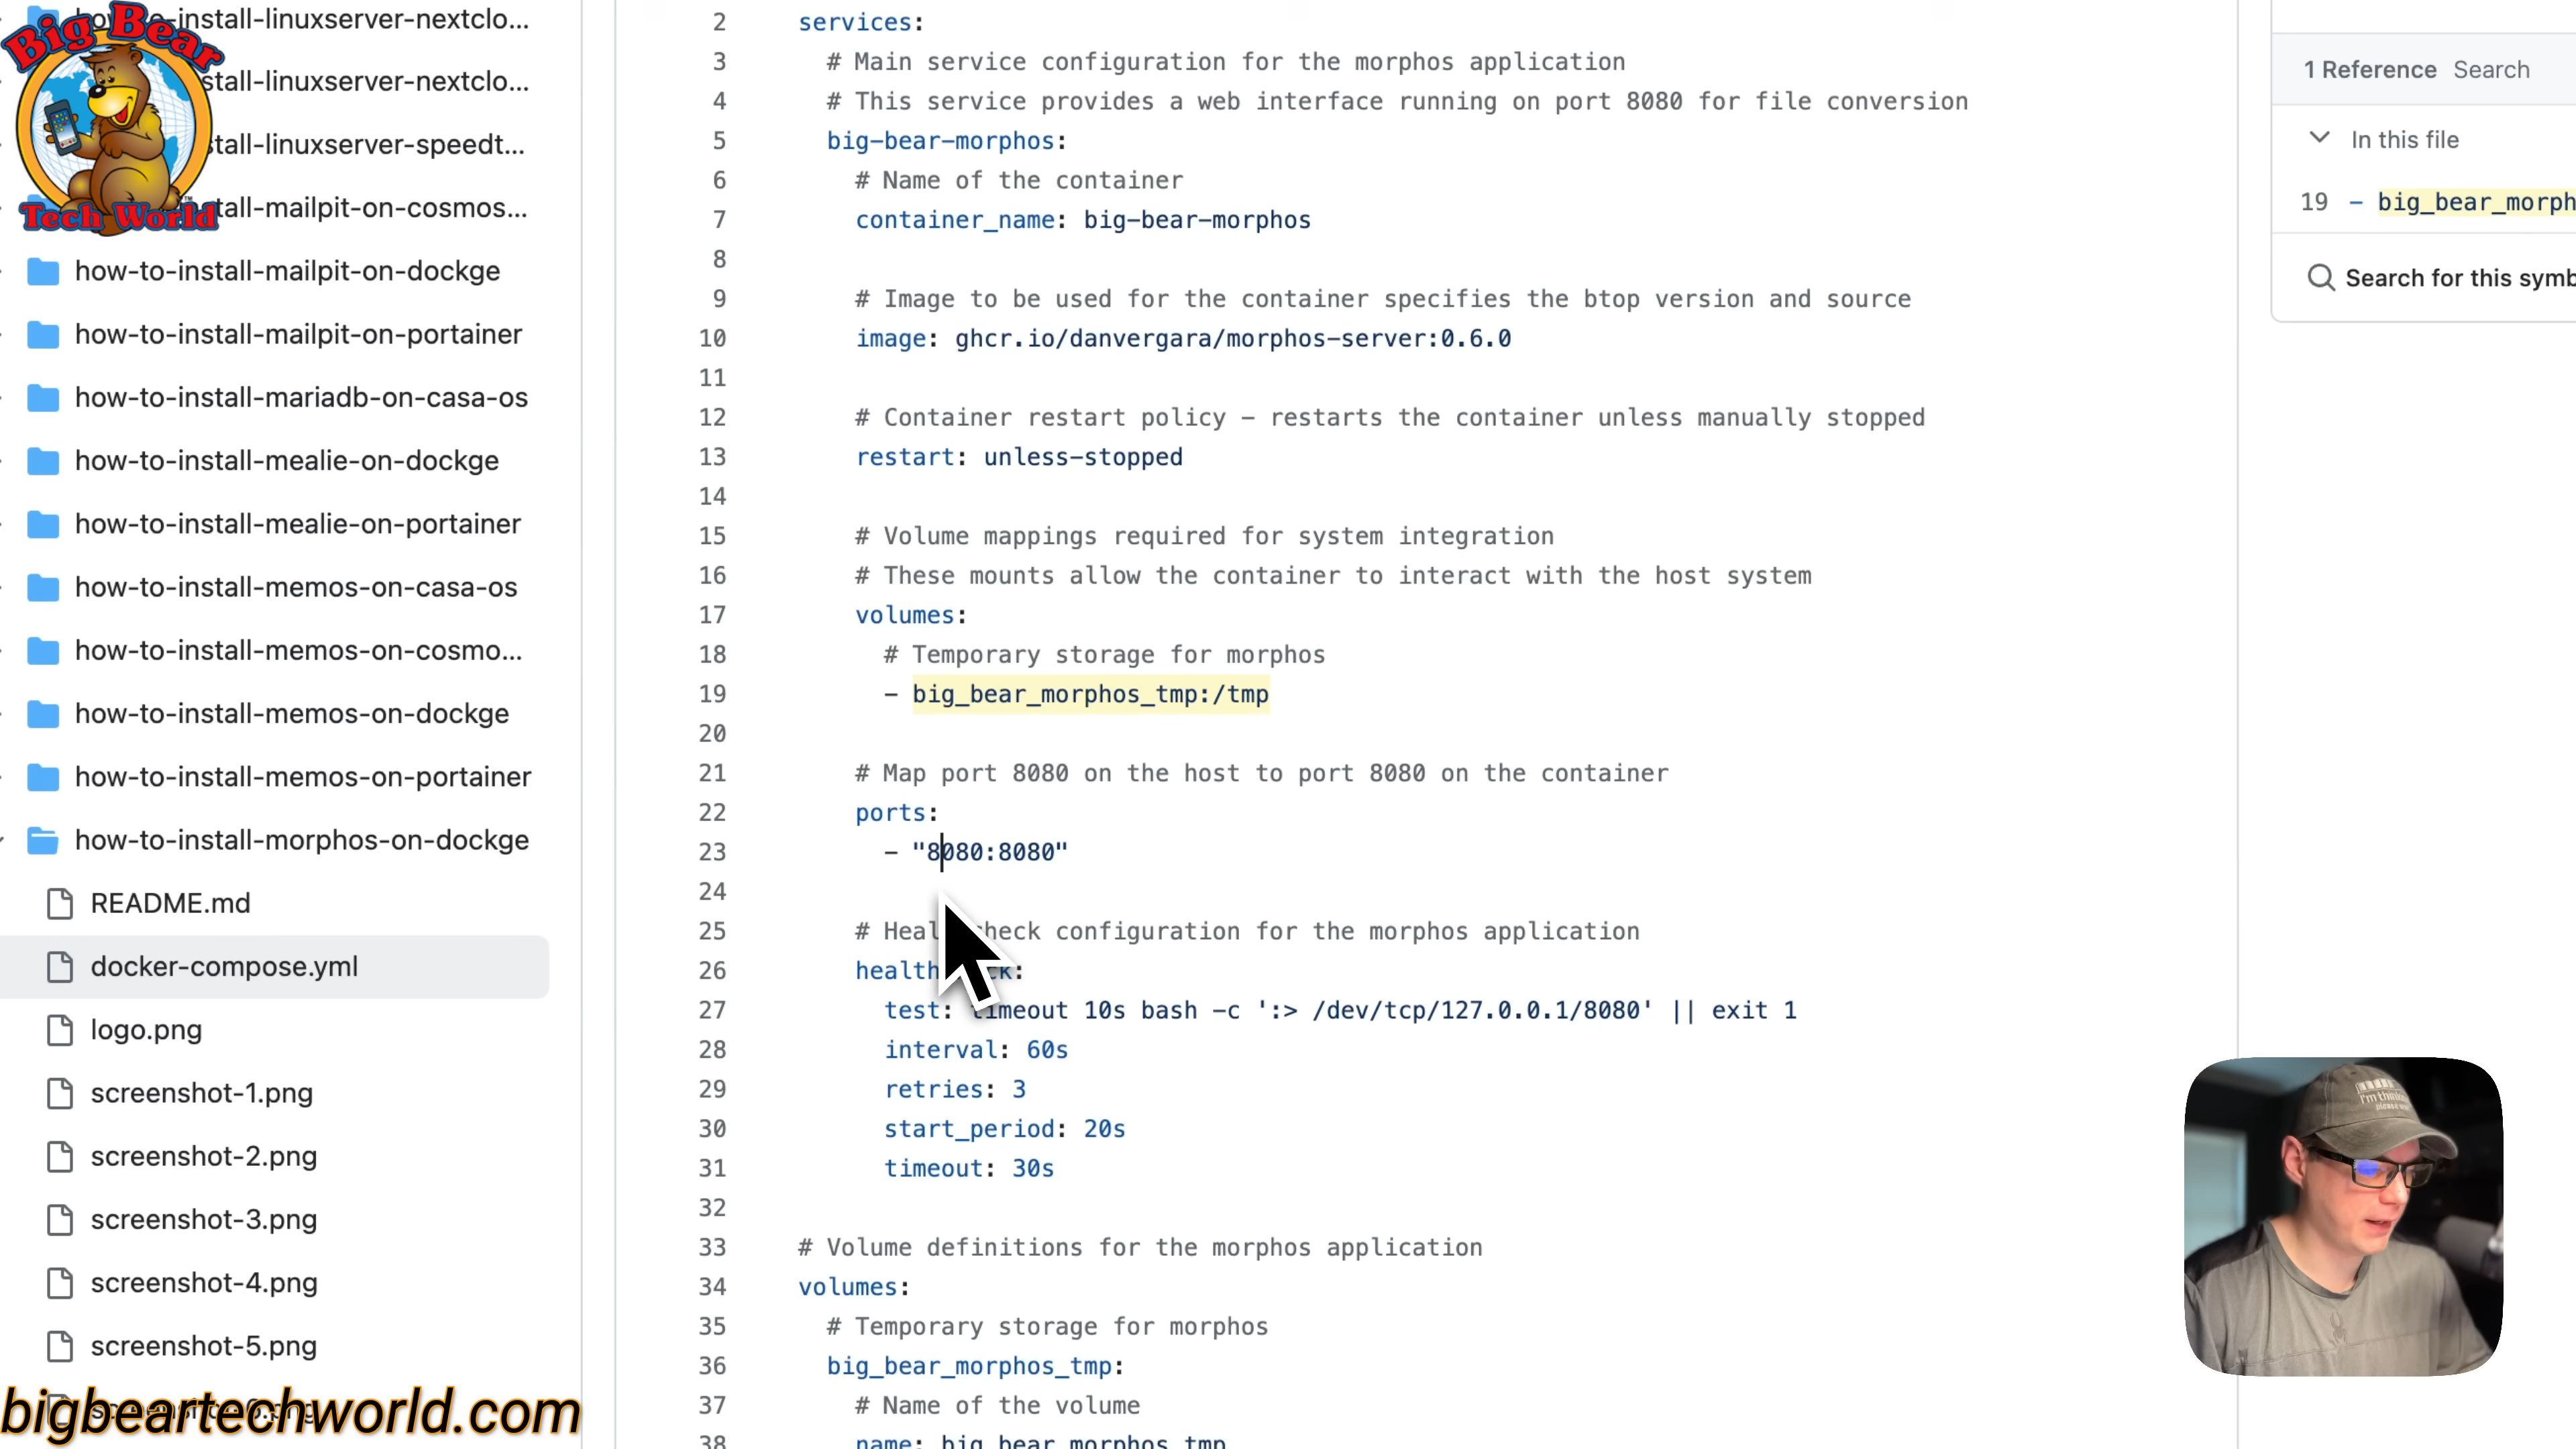 Big Bear
Tech World
how-to-install-linuxserver-nextclo...
stall-linuxserver-nextclo...
stall-linuxserver-speedt...
tall-mailpit-on-cosmos...
how-to-install-mailpit-on-dockge
how-to-install-mailpit-on-portainer
how-to-install-mariadb-on-casa-os
how-to-install-mealie-on-dockge
how-to-install-mealie-on-portainer
how-to-install-memos-on-casa-os
how-to-install-memos-on-cosmo...
how-to-install-memos-on-dockge
how-to-install-memos-on-portainer
how-to-install-morphos-on-dockge
README.md
docker-compose.yml
logo.png
screenshot-1.png
screenshot-2.png
screenshot-3.png
screenshot-4.png
screenshot-5.png
bigbeartechworld.com
2 services:
3 # Main service configuration for the morphos application
4 # This service provides a web interface running on port 8080 for file conversion
5 big-bear-morphos:
6 # Name of the container
7 container_name: big-bear-morphos
8
9 # Image to be used for the container specifies the btop version and source
10 image: ghcr.io/danvergara/morphos-server:0.6.0
11
12 # Container restart policy - restarts the container unless manually stopped
13 restart: unless-stopped
14
15 # Volume mappings required for system integration
16 # These mounts allow the container to interact with the host system
17 volumes:
18 # Temporary storage for morphos
19 - big_bear_morphos_tmp:/tmp
20
21 # Map port 8080 on the host to port 8080 on the container
22 ports:
23 - "8080:8080"
24
25 # Healthcheck configuration for the morphos application
26 healthcheck:
27 test: timeout 10s bash -c ':> /dev/tcp/127.0.0.1/8080' || exit 1
28 interval: 60s
29 retries: 3
30 start_period: 20s
31 timeout: 30s
32
33 # Volume definitions for the morphos application
34 volumes:
35 # Temporary storage for morphos
36 big_bear_morphos_tmp:
37 # Name of the volume
38 name: big_bear_morphos_tmp
1 Reference Search
In this file
19 - big_bear_morph
Search for this symb